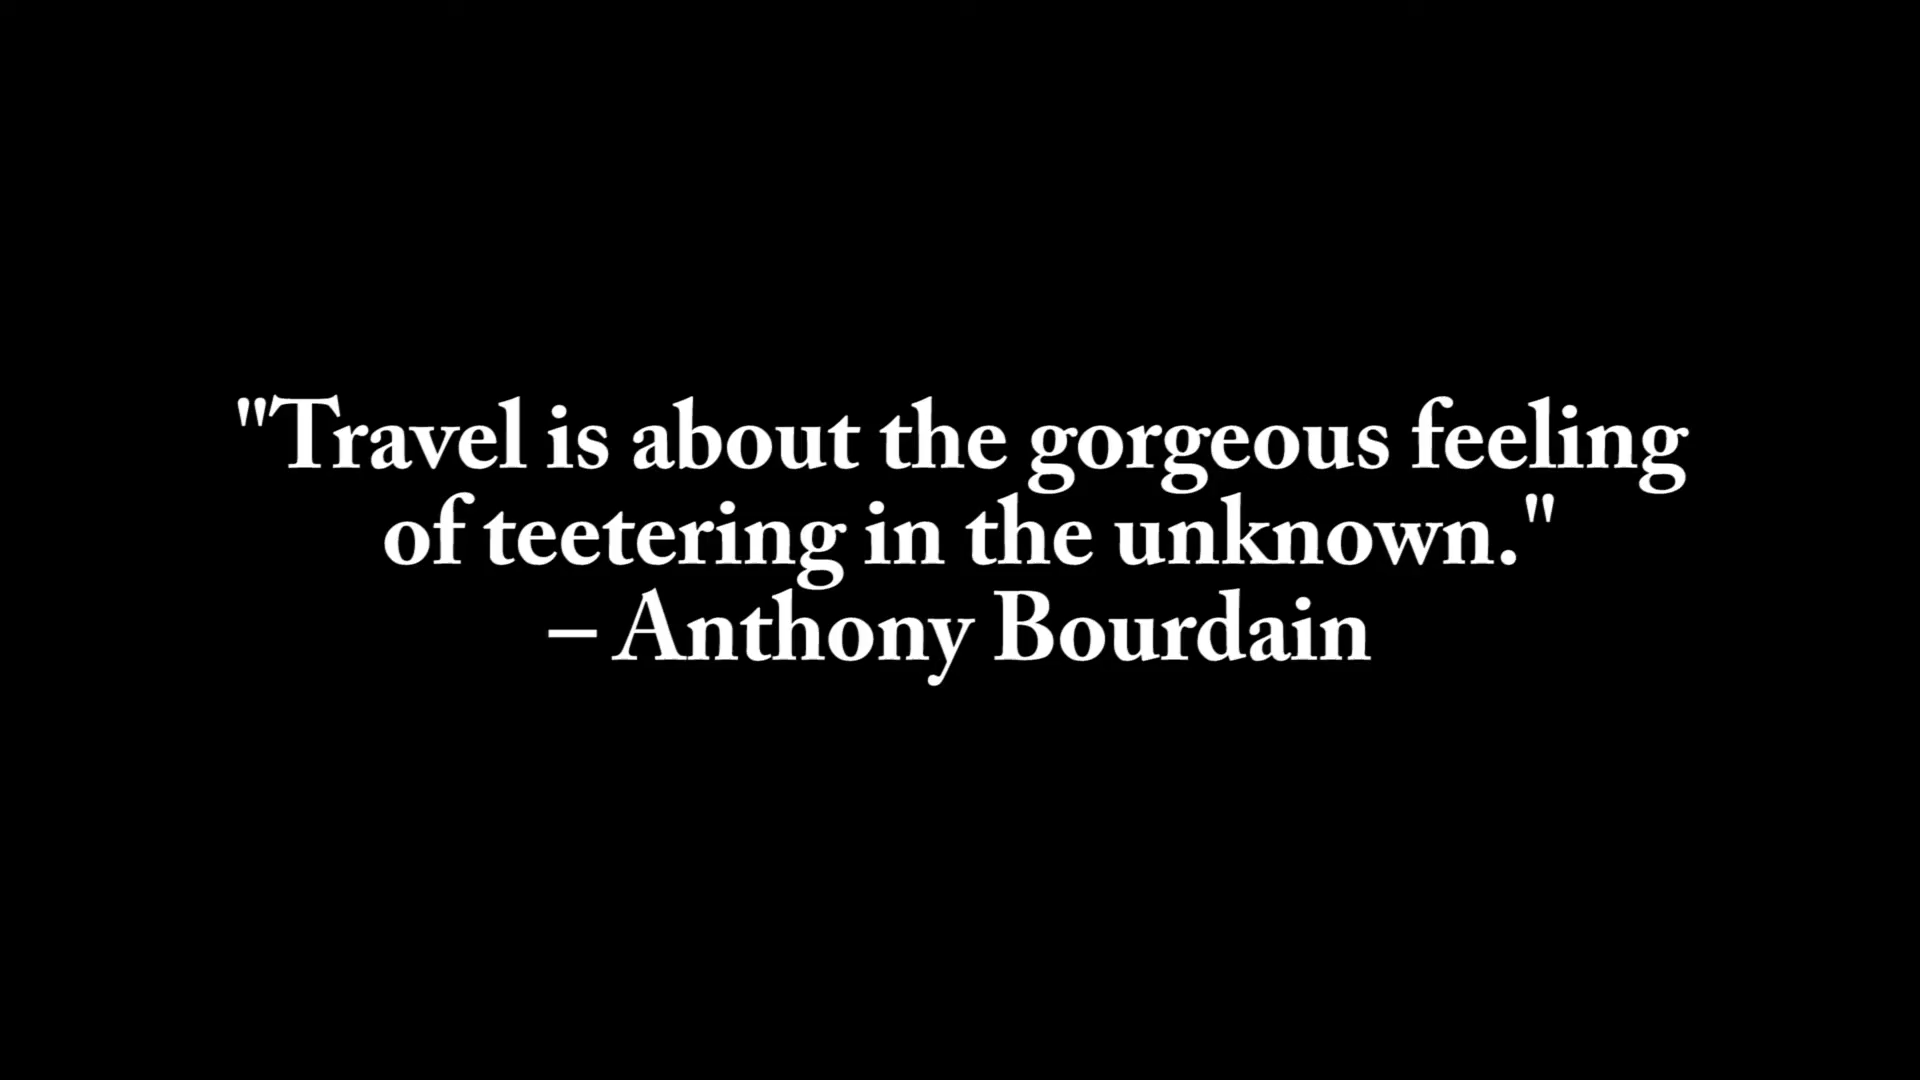 "Travel is about the gorgeous feeling
of teetering in the unknown."
– Anthony Bourdain